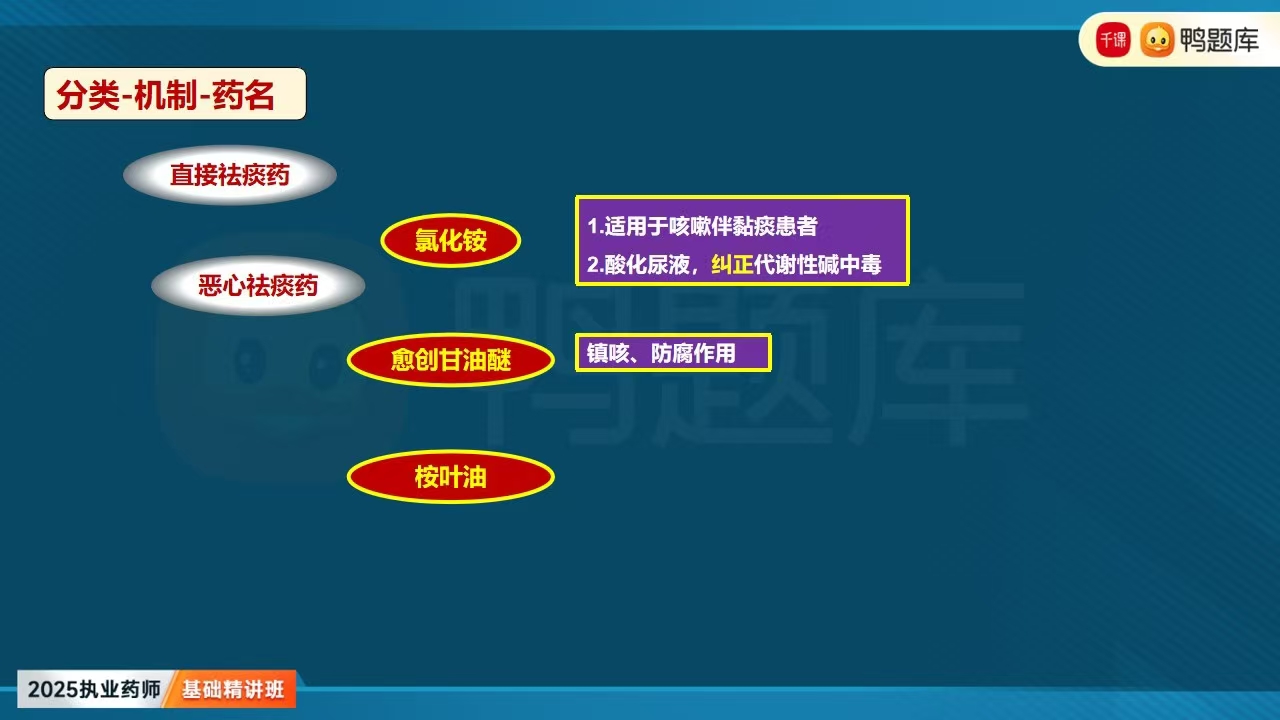 千课 鸭题库
分类-机制-药名
直接祛痰药
氯化铵
1.适用于咳嗽伴黏痰患者
2.酸化尿液，纠正代谢性碱中毒
恶心祛痰药
愈创甘油醚
镇咳、防腐作用
桉叶油
鸭题库
2025执业药师 基础精讲班